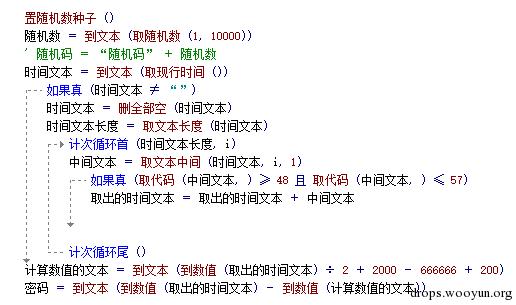 置随机数种子 ()
随机数 = 到文本 (取随机数 (1, 10000))
' 随机码 = “随机码” + 随机数
时间文本 = 到文本 (取现行时间 ())
如果真 (时间文本 ≠ “”)
时间文本 = 删全部空 (时间文本)
时间文本长度 = 取文本长度 (时间文本)
计次循环首 (时间文本长度, i)
中间文本 = 取文本中间 (时间文本, i, 1)
如果真 (取代码 (中间文本, ) ≥ 48 且 取代码 (中间文本, ) ≤ 57)
取出的时间文本 = 取出的时间文本 + 中间文本
计次循环尾 ()
计算数值的文本 = 到文本 (到数值 (取出的时间文本) ÷ 2 + 2000 - 666666 + 200)
密码 = 到文本 (到数值 (取出的时间文本) - 到数值 (计算数值的文本))
drops.wooyun.org